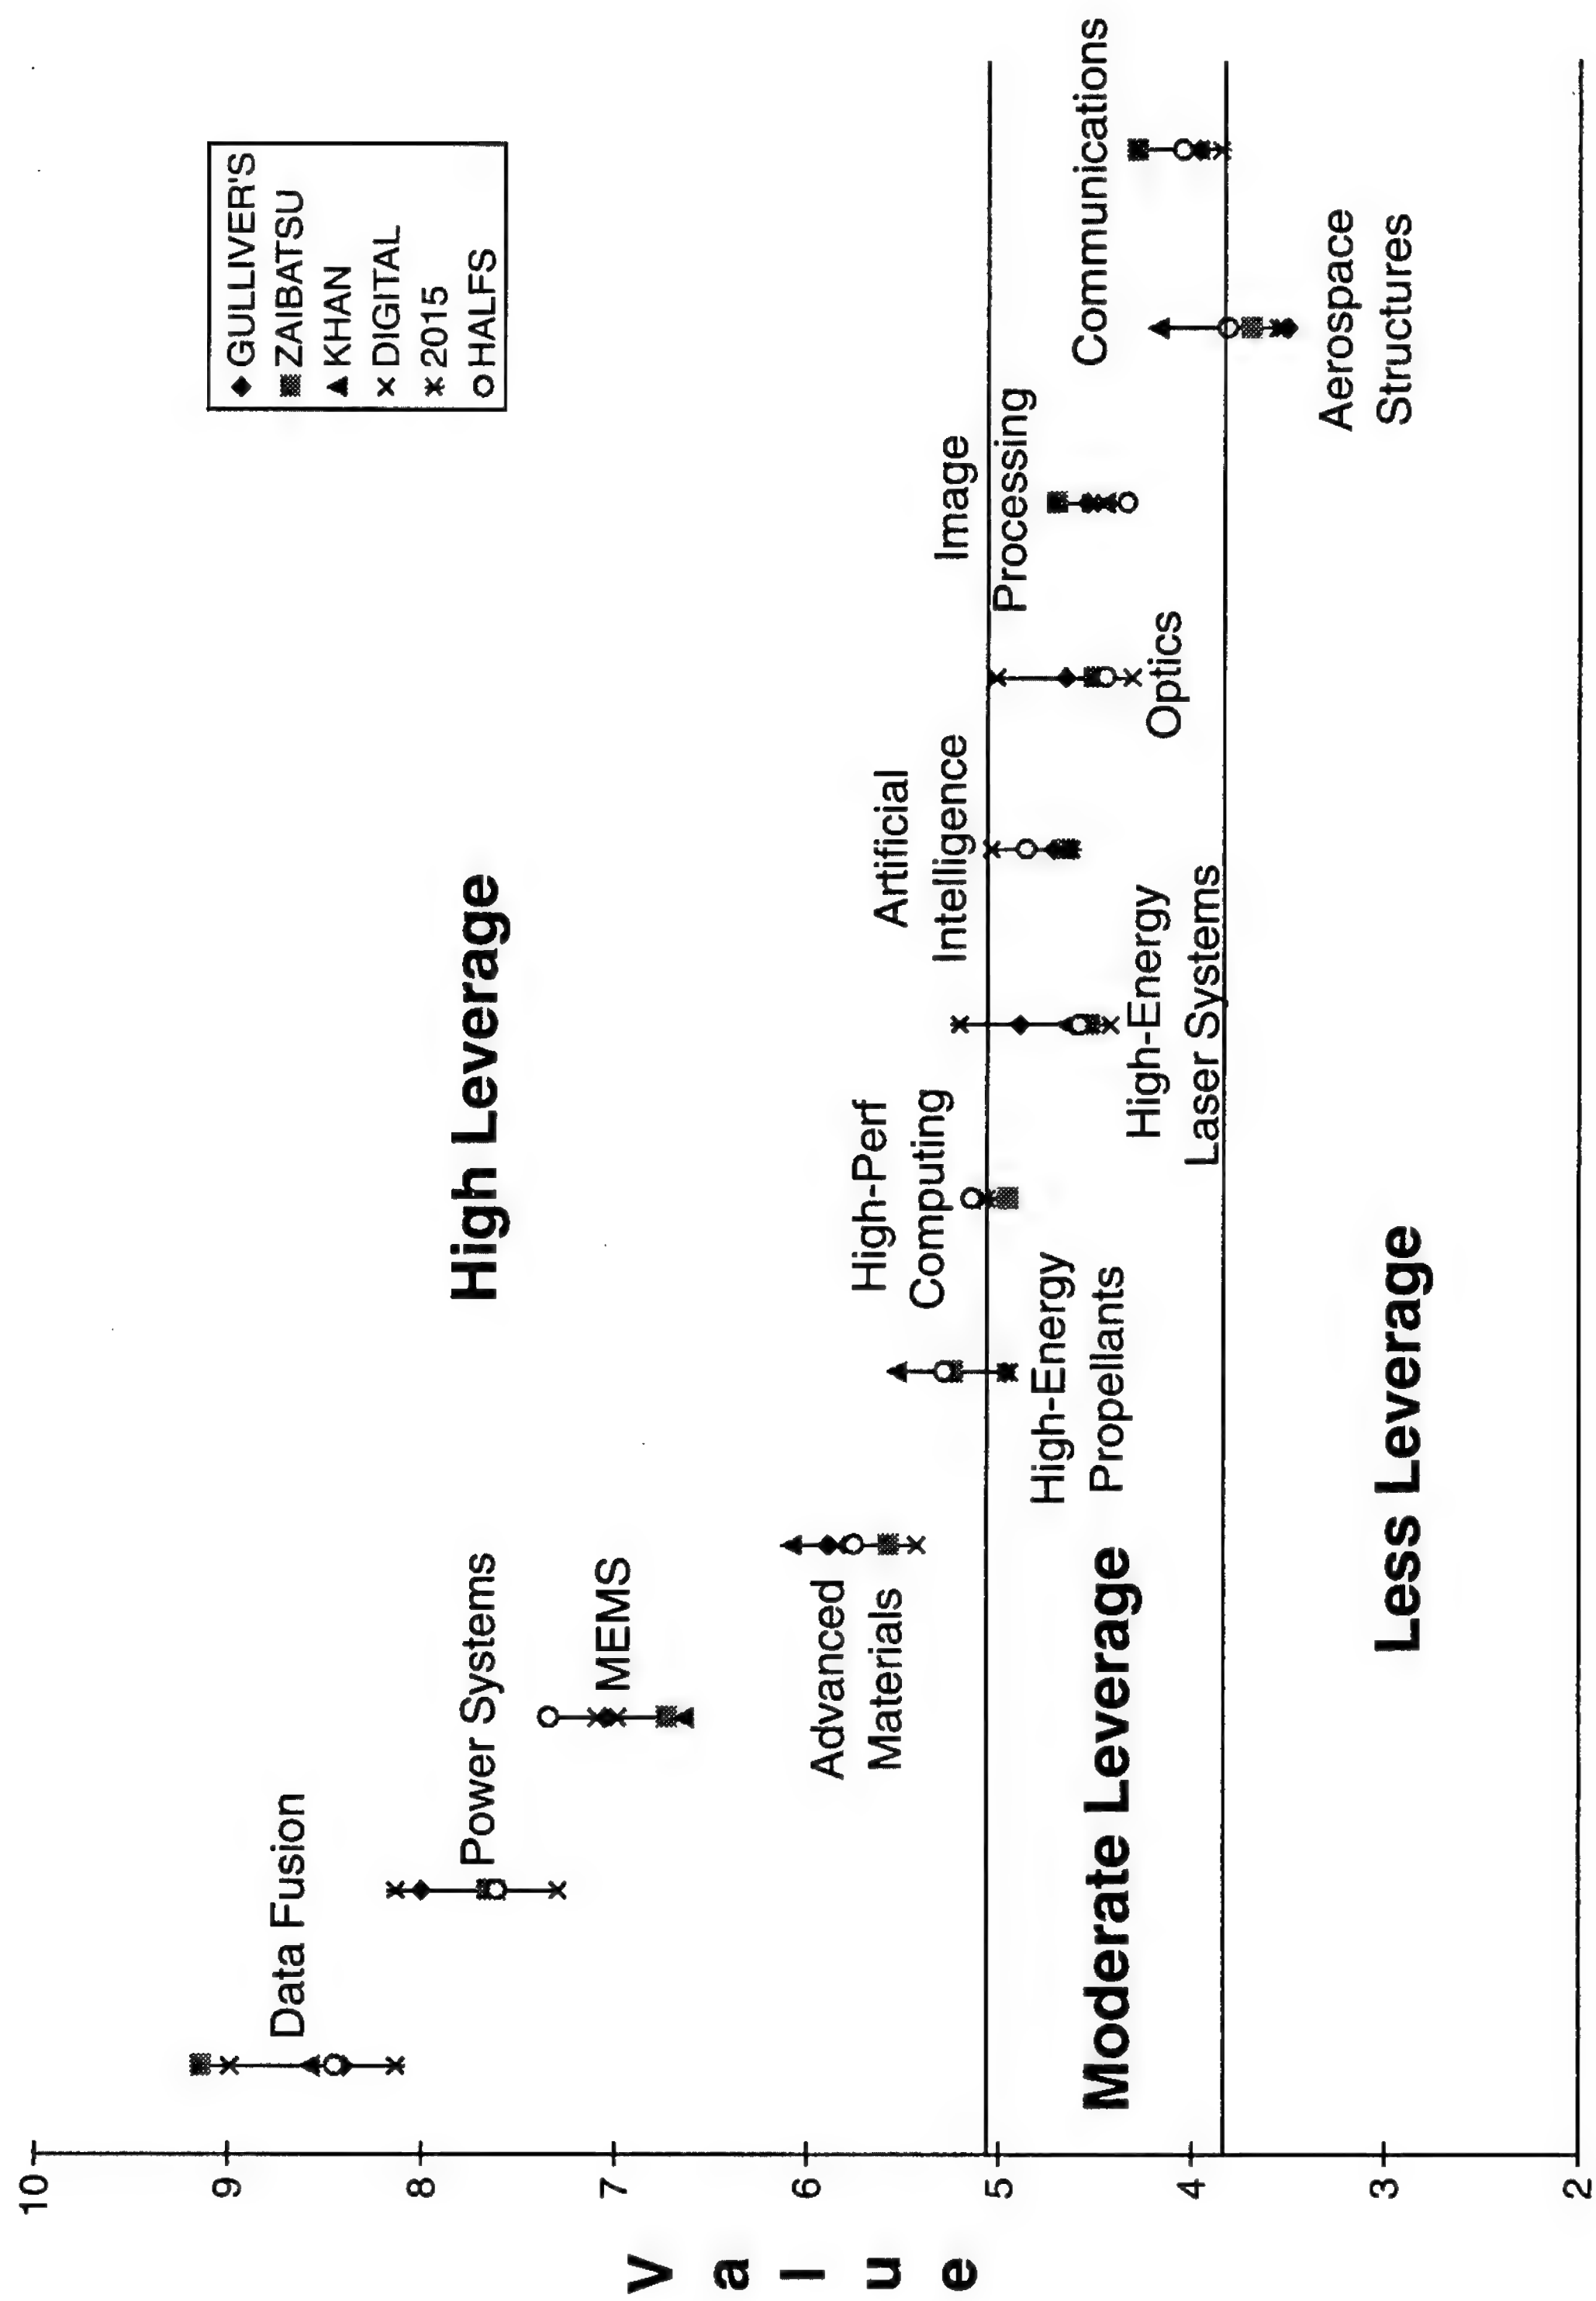 10
9
8
7
6
5
4
3
2
Value
GULLIVER'S
ZAIBATSU
KHAN
DIGITAL
2015
HALFS
High Leverage
Moderate Leverage
Less Leverage
Data Fusion
Power Systems
MEMS
Advanced
Materials
High-Energy
Propellants
High-Perf
Computing
High-Energy
Laser Systems
Artificial
Intelligence
Optics
Image
Processing
Aerospace
Structures
Communications